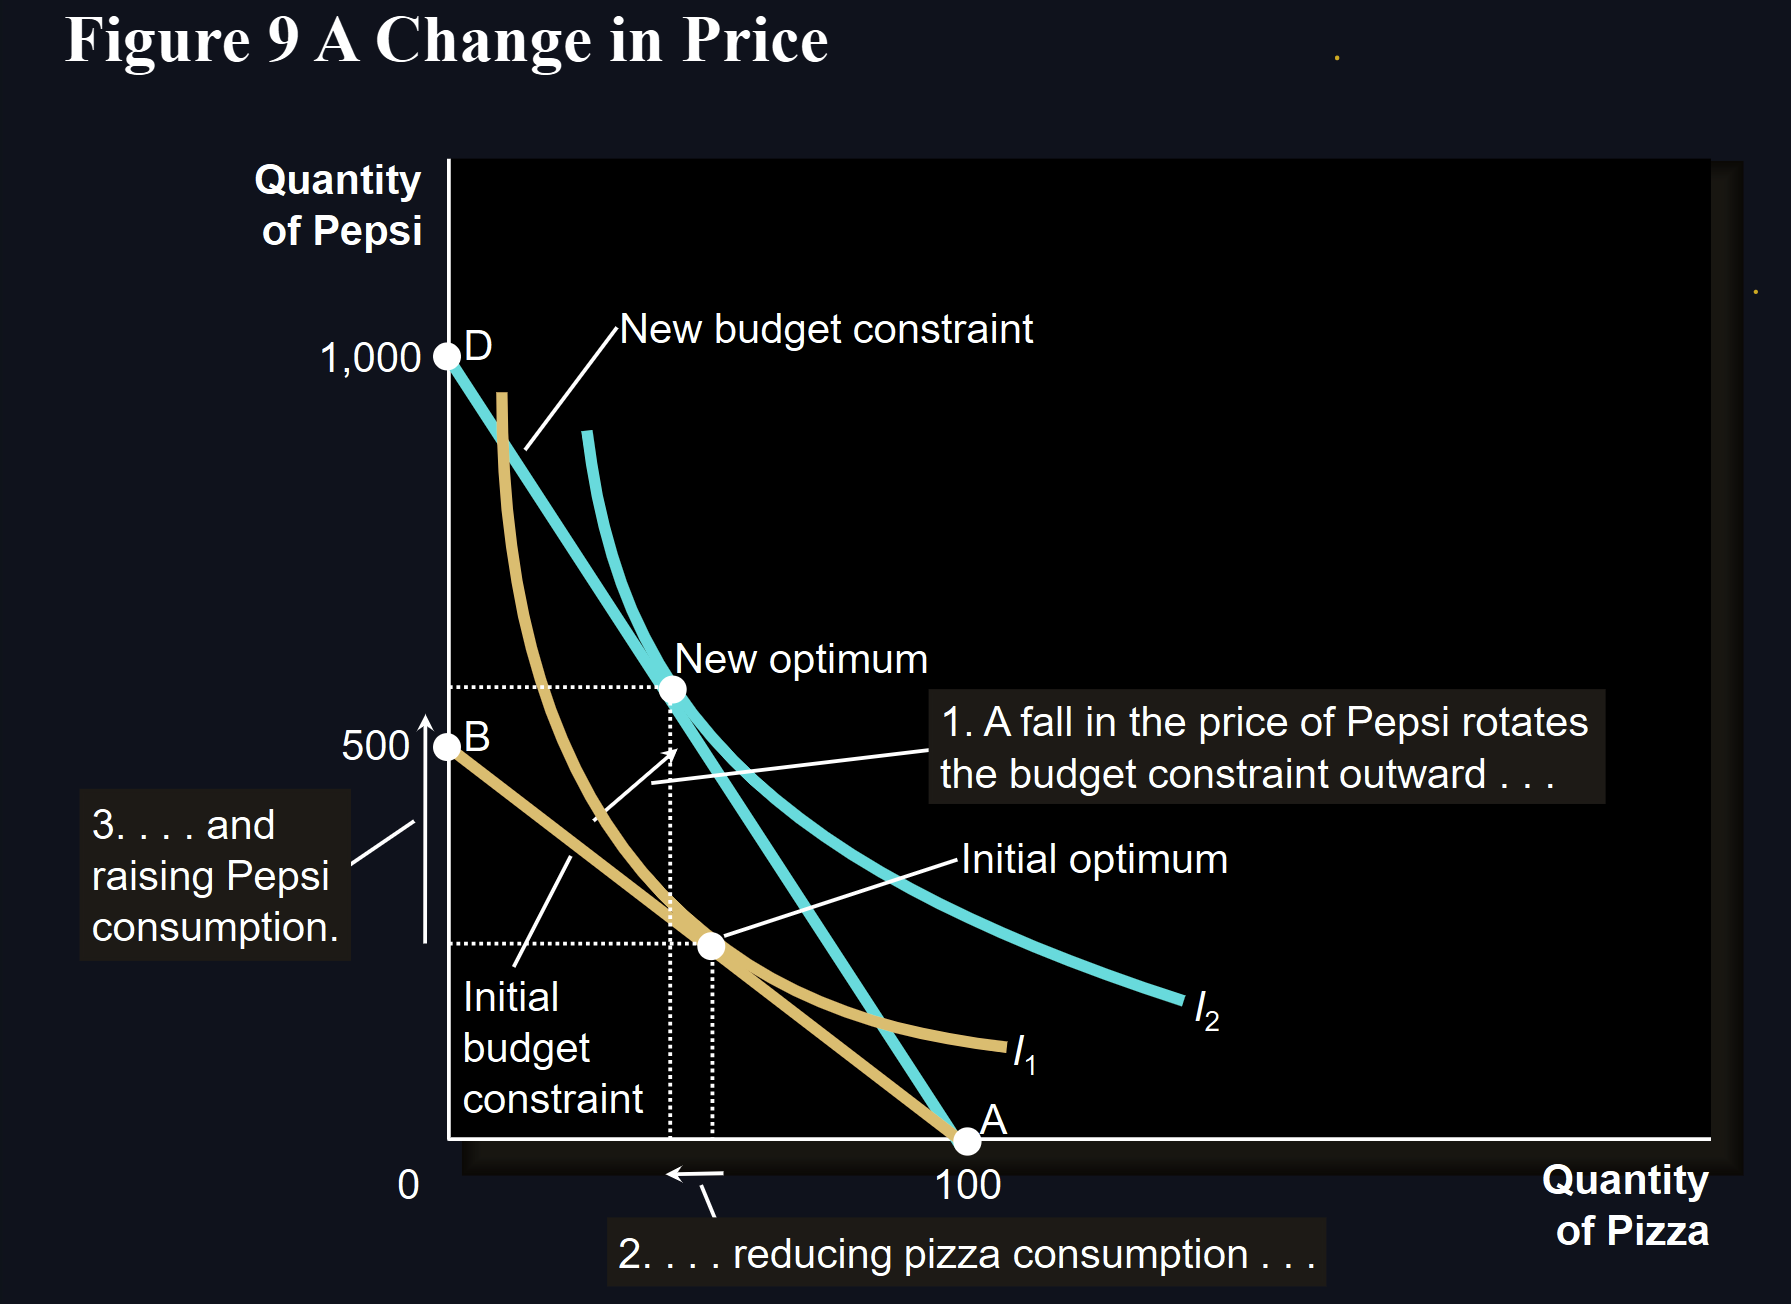 Figure 9 A Change in Price
Quantity
of Pepsi
New budget constraint
D
1,000
New optimum
1. A fall in the price of Pepsi rotates
the budget constraint outward . . .
B
500
3. . . . and
raising Pepsi
consumption.
Initial optimum
Initial
budget
constraint
I2
I1
A
0
100
Quantity
of Pizza
2. . . . reducing pizza consumption . . .